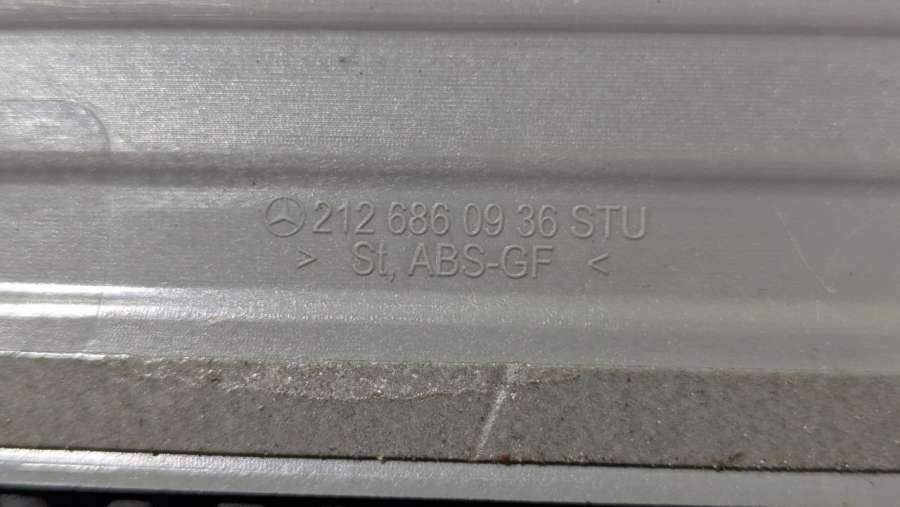 212 686 09 36 STU
> St, ABS-GF <